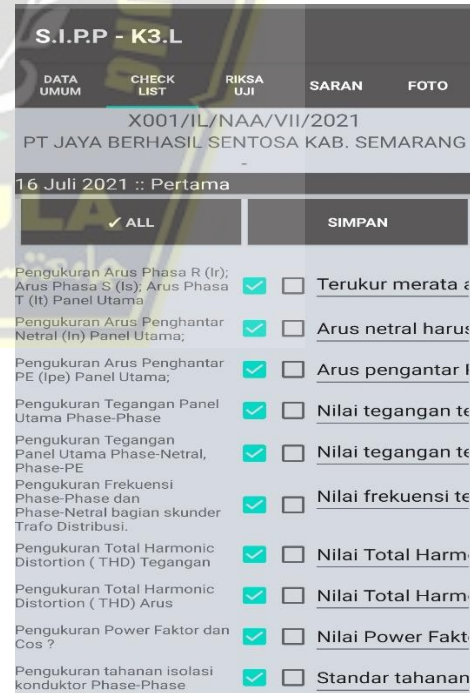 S.I.P.P - K3.L
DATA UMUM
CHECK LIST
RIKSA UJI
SARAN
FOTO
X001/IL/NAA/VII/2021
PT JAYA BERHASIL SENTOSA KAB. SEMARANG
-
16 Juli 2021 :: Pertama
✓ ALL
SIMPAN
Pengukuran Arus Phasa R (Ir);
Arus Phasa S (Is); Arus Phasa
T (It) Panel Utama
Terukur merata a
Pengukuran Arus Penghantar
Netral (In) Panel Utama;
Arus netral harus
Pengukuran Arus Penghantar
PE (Ipe) Panel Utama;
Arus pengantar
Pengukuran Tegangan Panel
Utama Phase-Phase
Nilai tegangan te
Pengukuran Tegangan
Panel Utama Phase-Netral,
Phase-PE
Nilai tegangan te
Pengukuran Frekuensi
Phase-Phase dan
Phase-Netral bagian skunder
Trafo Distribusi.
Nilai frekuensi te
Pengukuran Total Harmonic
Distortion ( THD) Tegangan
Nilai Total Harm
Pengukuran Total Harmonic
Distortion ( THD) Arus
Nilai Total Harm
Pengukuran Power Faktor dan
Cos ?
Nilai Power Fakt
Pengukuran tahanan isolasi
konduktor Phase-Phase
Standar tahanan